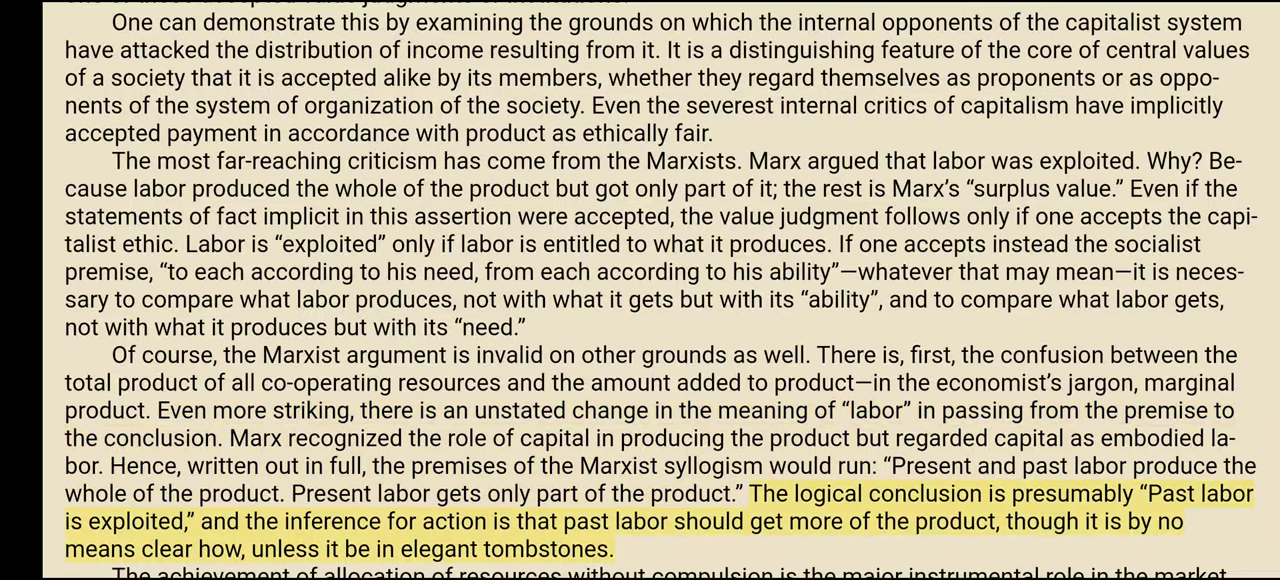 One can demonstrate this by examining the grounds on which the internal opponents of the capitalist system
have attacked the distribution of income resulting from it. It is a distinguishing feature of the core of central values
of a society that it is accepted alike by its members, whether they regard themselves as proponents or as oppo-
nents of the system of organization of the society. Even the severest internal critics of capitalism have implicitly
accepted payment in accordance with product as ethically fair.
The most far-reaching criticism has come from the Marxists. Marx argued that labor was exploited. Why? Be-
cause labor produced the whole of the product but got only part of it; the rest is Marx’s “surplus value.” Even if the
statements of fact implicit in this assertion were accepted, the value judgment follows only if one accepts the capi-
talist ethic. Labor is “exploited” only if labor is entitled to what it produces. If one accepts instead the socialist
premise, “to each according to his need, from each according to his ability”—whatever that may mean—it is neces-
sary to compare what labor produces, not with what it gets but with its “ability”, and to compare what labor gets,
not with what it produces but with its “need.”
Of course, the Marxist argument is invalid on other grounds as well. There is, first, the confusion between the
total product of all co-operating resources and the amount added to product—in the economist’s jargon, marginal
product. Even more striking, there is an unstated change in the meaning of “labor” in passing from the premise to
the conclusion. Marx recognized the role of capital in producing the product but regarded capital as embodied la-
bor. Hence, written out in full, the premises of the Marxist syllogism would run: “Present and past labor produce the
whole of the product. Present labor gets only part of the product.” The logical conclusion is presumably “Past labor
is exploited,” and the inference for action is that past labor should get more of the product, though it is by no
means clear how, unless it be in elegant tombstones.
The achievement of allocation of resources without compulsion is the major instrumental role in the market